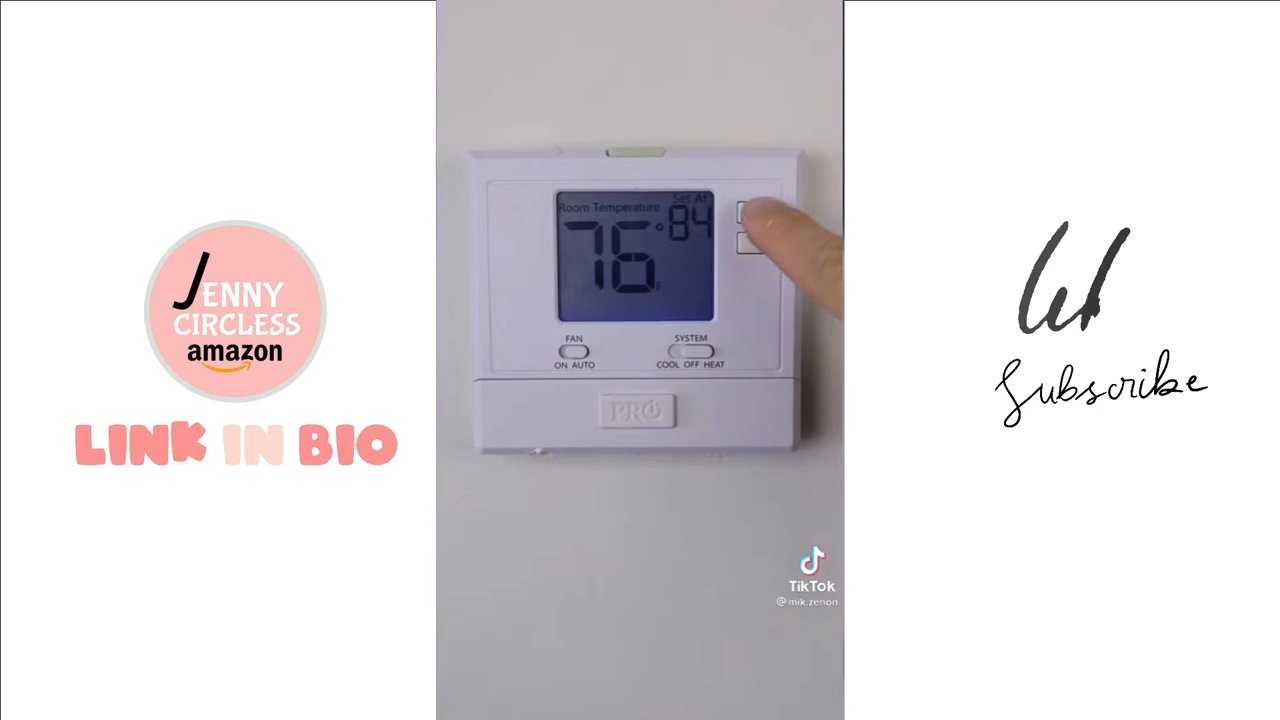 JENNY
CIRCLESS
amazon
LINK IN BIO
Room Temperature
Set At
76°F
84
FAN
ON AUTO
SYSTEM
COOL OFF HEAT
PRO
TikTok
@mik.zenon
Subscribe